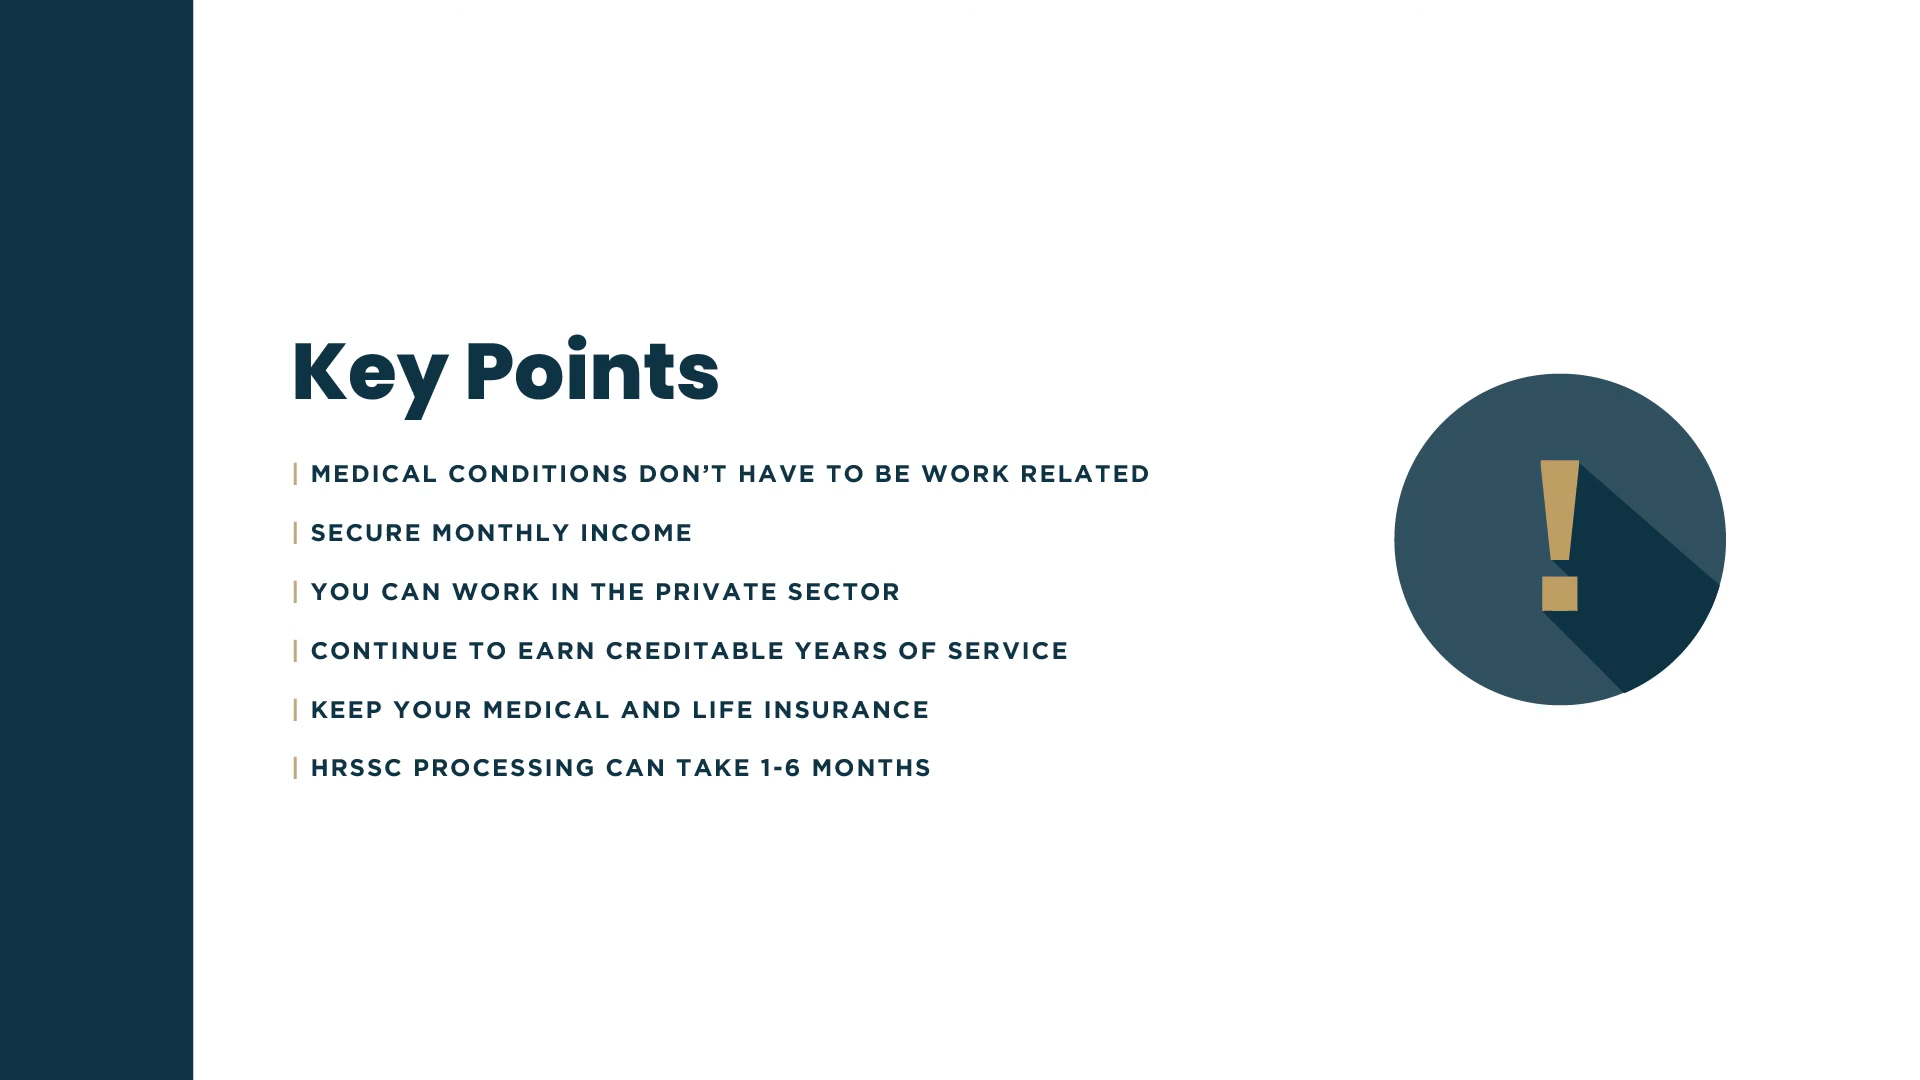 Key Points
| MEDICAL CONDITIONS DON’T HAVE TO BE WORK RELATED
| SECURE MONTHLY INCOME
| YOU CAN WORK IN THE PRIVATE SECTOR
| CONTINUE TO EARN CREDITABLE YEARS OF SERVICE
| KEEP YOUR MEDICAL AND LIFE INSURANCE
| HRSSC PROCESSING CAN TAKE 1-6 MONTHS
!